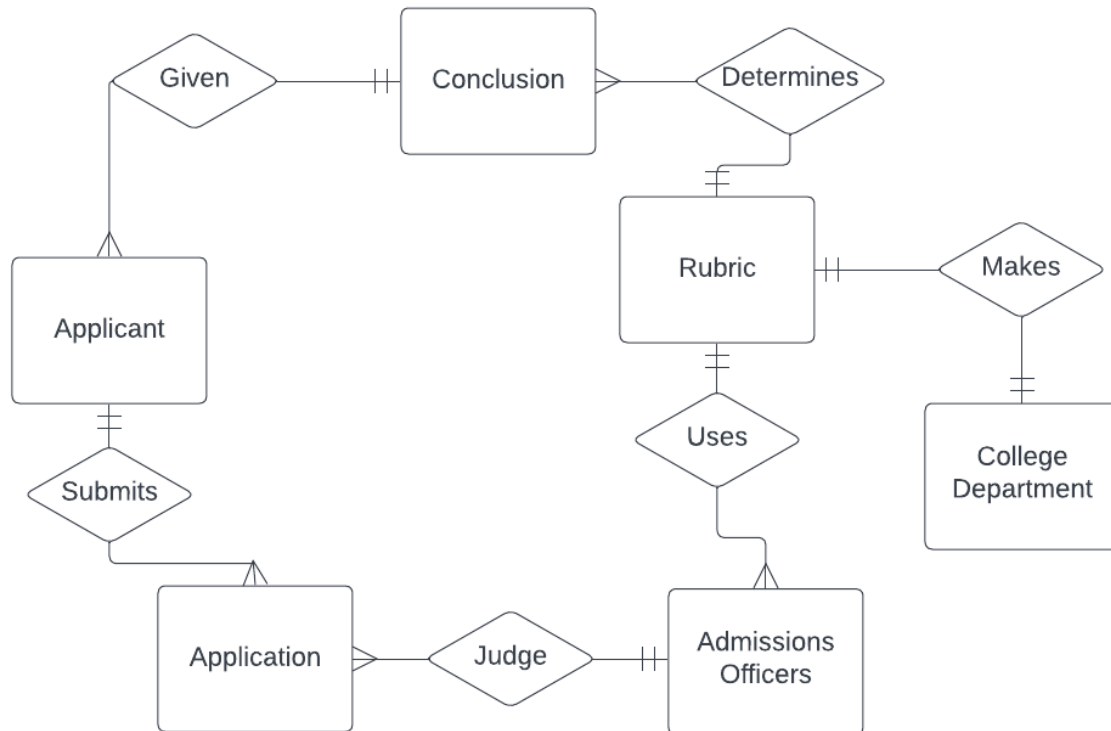 Given
Conclusion
Determines
Rubric
Makes
Applicant
Uses
College
Department
Submits
Application
Judge
Admissions
Officers